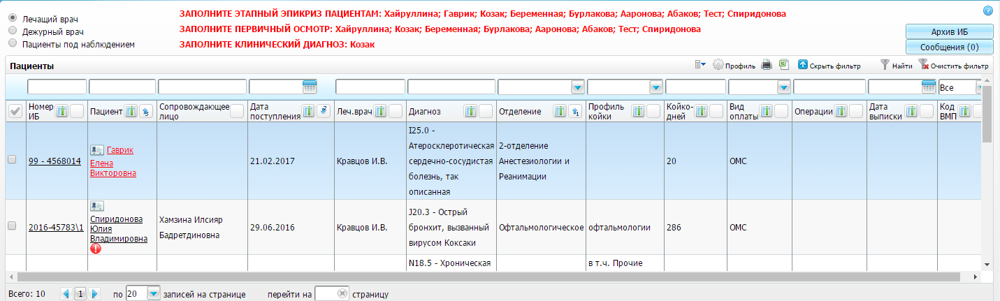 Лечащий врач
Дежурный врач
Пациенты под наблюдением
ЗАПОЛНИТЕ ЭТАПНЫЙ ЭПИКРИЗ ПАЦИЕНТАМ: Хайруллина; Гаврик; Козак; Беременная; Бурлакова; Ааронова; Абаков; Тест; Спиридонова
ЗАПОЛНИТЕ ПЕРВИЧНЫЙ ОСМОТР: Хайруллина; Козак; Беременная; Бурлакова; Ааронова; Абаков; Тест; Спиридонова
ЗАПОЛНИТЕ КЛИНИЧЕСКИЙ ДИАГНОЗ: Козак
?
Архив ИБ
Сообщения (0)
Пациенты
Профиль
Скрыть фильтр
Найти
Очистить фильтр
Все
Номер
ИБ
Пациент
3
Сопровождающее
лицо
Дата
поступления
2
Леч.врач
Диагноз
Отделение
1
Профиль
койки
Койко-
дней
Вид
оплаты
Операции
Дата
выписки
Код
ВМП
99 - 4568014
Гаврик
Елена
Викторовна
21.02.2017
Кравцов И.В.
I25.0 -
Атеросклеротическая
сердечно-сосудистая
болезнь, так
описанная
2-отделение
Анестезиологии и
Реанимации
20
ОМС
2016-45783\1
Спиридонова
Юлия
Владимировна
Хамзина Илсияр
Бадретдиновна
29.06.2016
Кравцов И.В.
J20.3 - Острый
бронхит, вызванный
вирусом Коксаки
Офтальмологическое
офтальмологии
286
ОМС
N18.5 - Хроническая
в т.ч. Прочие
Всего: 10
1
по
20
записей на странице
перейти на
страницу